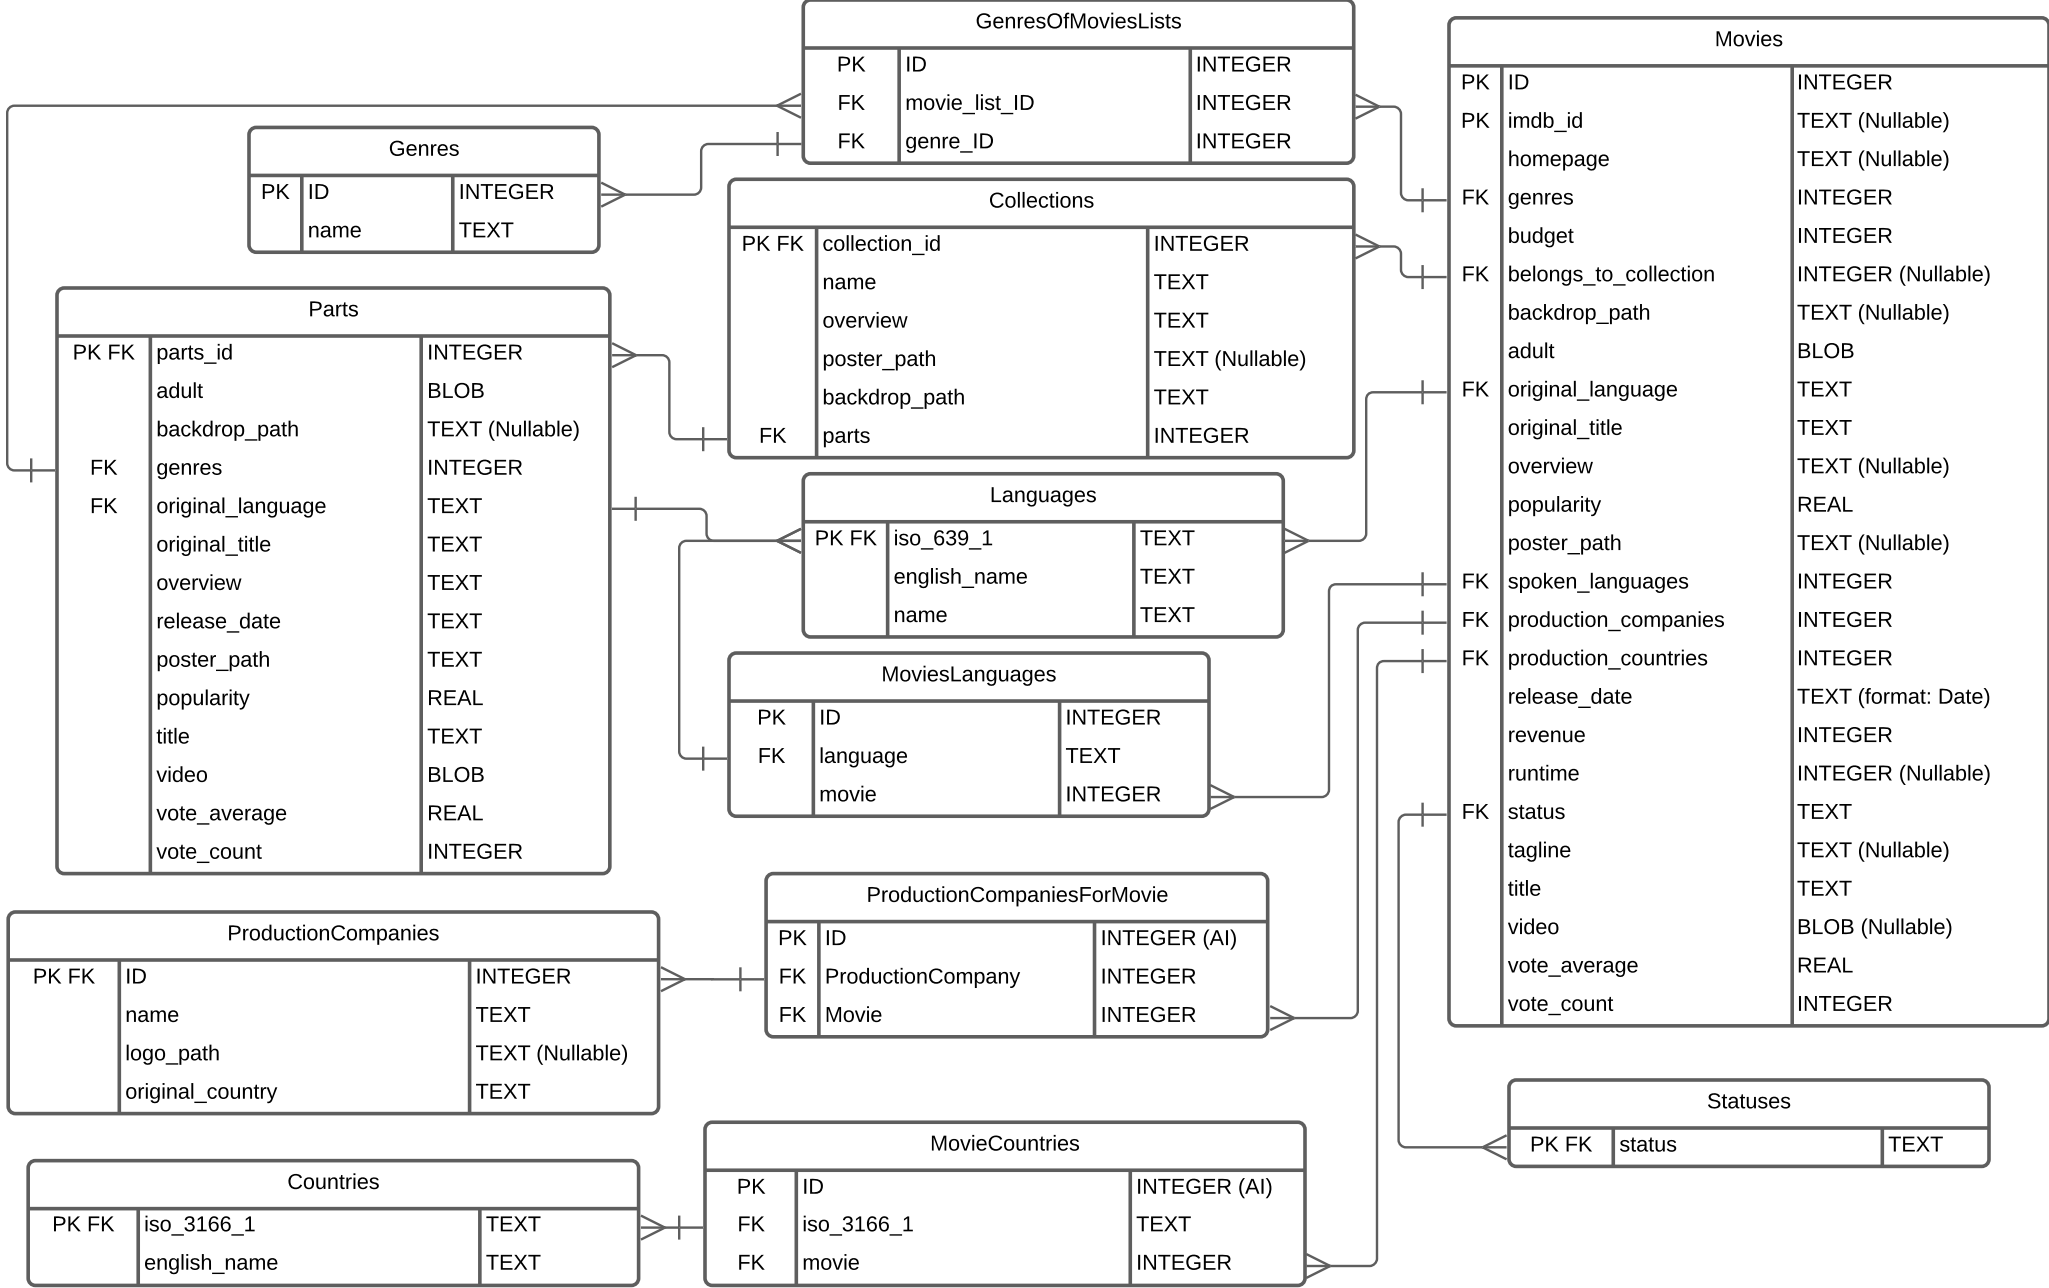 GenresOfMoviesLists
PK ID INTEGER
FK movie_list_ID INTEGER
FK genre_ID INTEGER
Movies
PK ID INTEGER
PK imdb_id TEXT (Nullable)
homepage TEXT (Nullable)
FK genres INTEGER
budget INTEGER
FK belongs_to_collection INTEGER (Nullable)
backdrop_path TEXT (Nullable)
adult BLOB
FK original_language TEXT
original_title TEXT
overview TEXT (Nullable)
popularity REAL
poster_path TEXT (Nullable)
FK spoken_languages INTEGER
FK production_companies INTEGER
FK production_countries INTEGER
release_date TEXT (format: Date)
revenue INTEGER
runtime INTEGER (Nullable)
FK status TEXT
tagline TEXT (Nullable)
title TEXT
video BLOB (Nullable)
vote_average REAL
vote_count INTEGER
Genres
PK ID INTEGER
name TEXT
Collections
PK FK collection_id INTEGER
name TEXT
overview TEXT
poster_path TEXT (Nullable)
backdrop_path TEXT
FK parts INTEGER
Parts
PK FK parts_id INTEGER
adult BLOB
backdrop_path TEXT (Nullable)
FK genres INTEGER
FK original_language TEXT
original_title TEXT
overview TEXT
release_date TEXT
poster_path TEXT
popularity REAL
title TEXT
video BLOB
vote_average REAL
vote_count INTEGER
Languages
PK FK iso_639_1 TEXT
english_name TEXT
name TEXT
MoviesLanguages
PK ID INTEGER
FK language TEXT
movie INTEGER
ProductionCompaniesForMovie
PK ID INTEGER (AI)
FK ProductionCompany INTEGER
FK Movie INTEGER
ProductionCompanies
PK FK ID INTEGER
name TEXT
logo_path TEXT (Nullable)
original_country TEXT
Statuses
PK FK status TEXT
MovieCountries
PK ID INTEGER (AI)
FK iso_3166_1 TEXT
FK movie INTEGER
Countries
PK FK iso_3166_1 TEXT
english_name TEXT